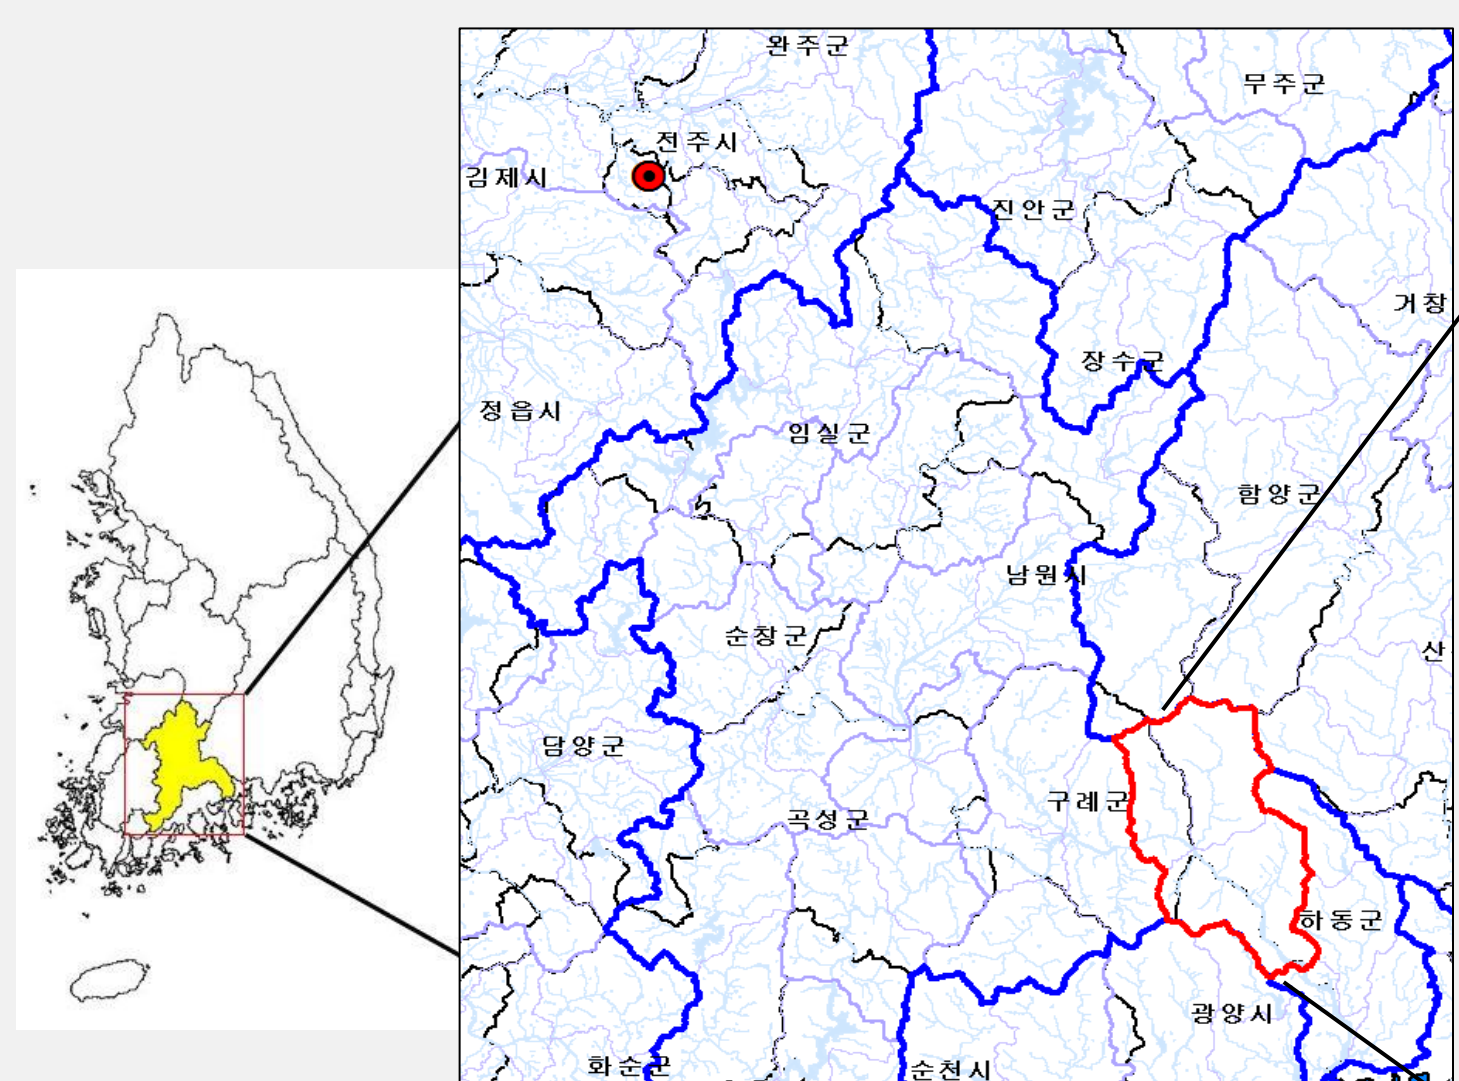 완주군
무주군
전주시
김제시
진안군
거창
장수군
정읍시
임실군
함양군
남원시
순창군
산
담양군
구례군
곡성군
하동군
광양시
화순군
순천시